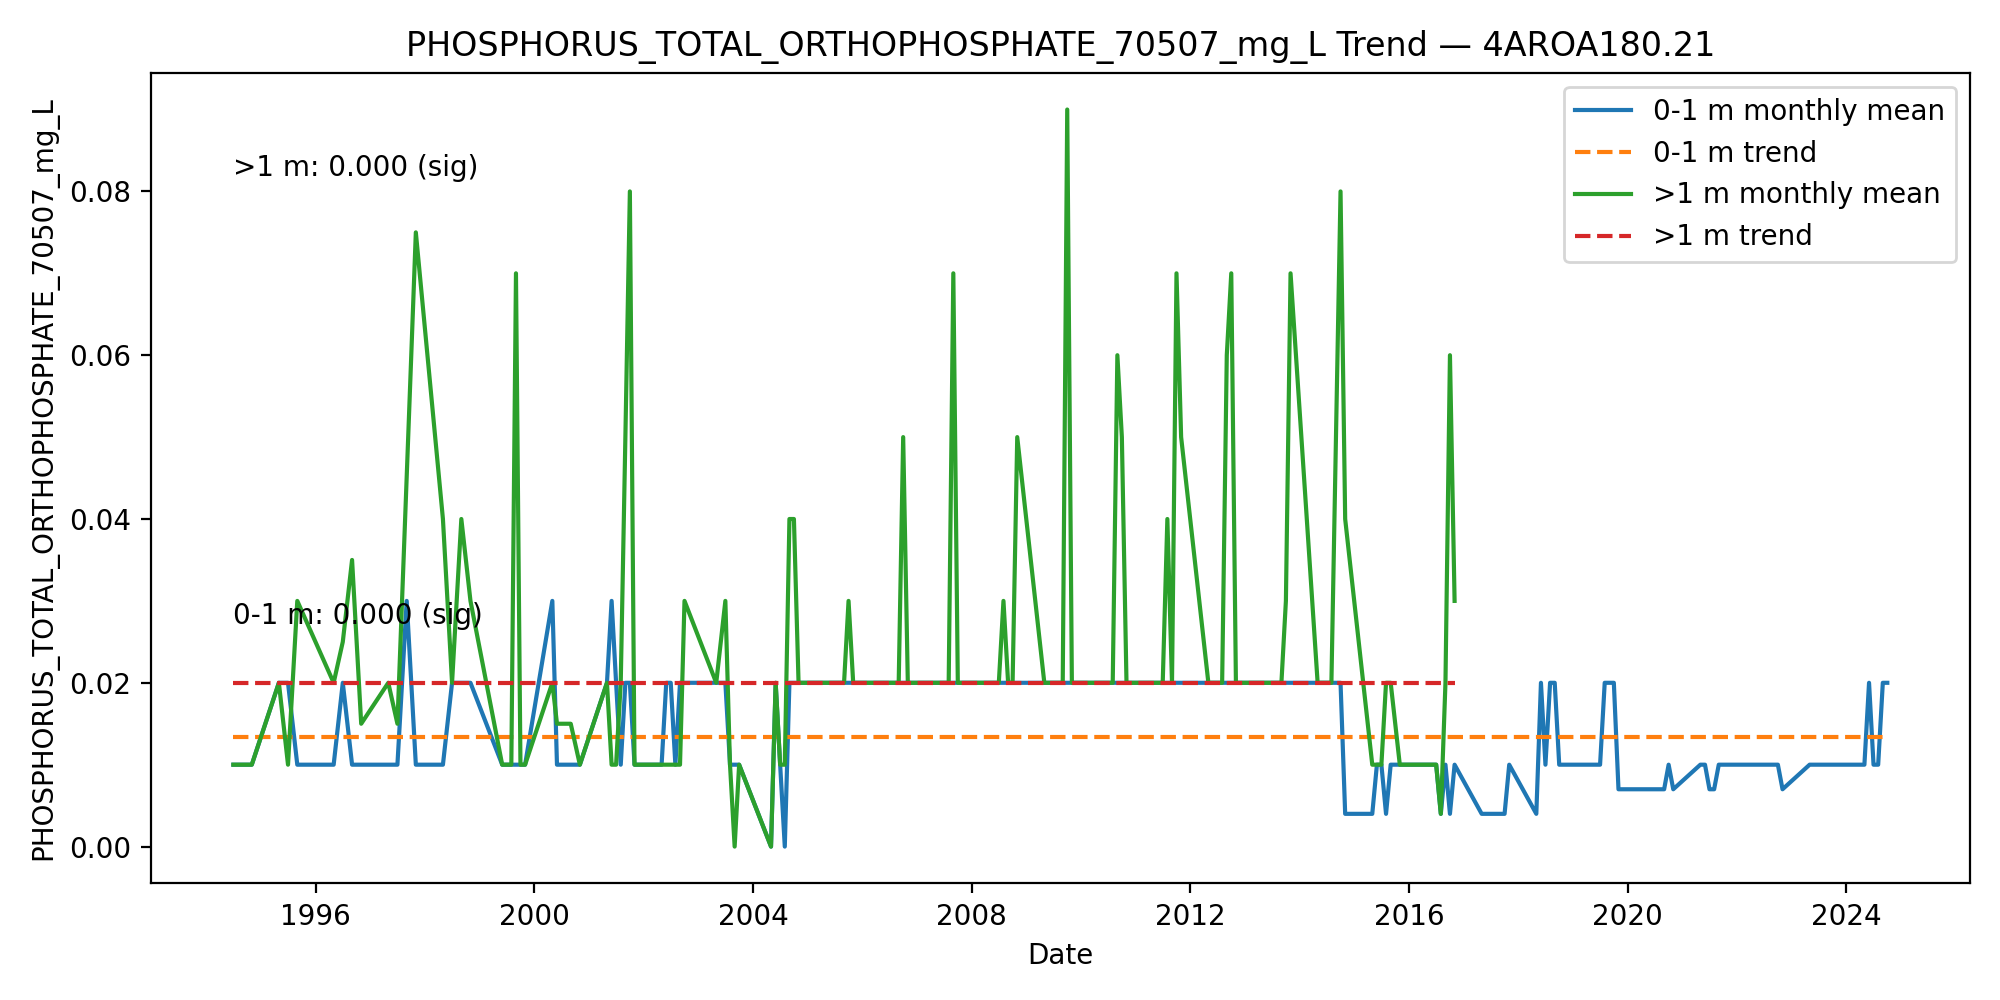 PHOSPHORUS_TOTAL_ORTHOPHOSPHATE_70507_mg_L Trend — 4AROA180.21
PHOSPHORUS_TOTAL_ORTHOPHOSPHATE_70507_mg_L
0-1 m monthly mean
0-1 m trend
>1 m monthly mean
>1 m trend
>1 m: 0.000 (sig)
0-1 m: 0.000 (sig)
0.08
0.06
0.04
0.02
0.00
1996 2000 2004 2008 2012 2016 2020 2024
Date